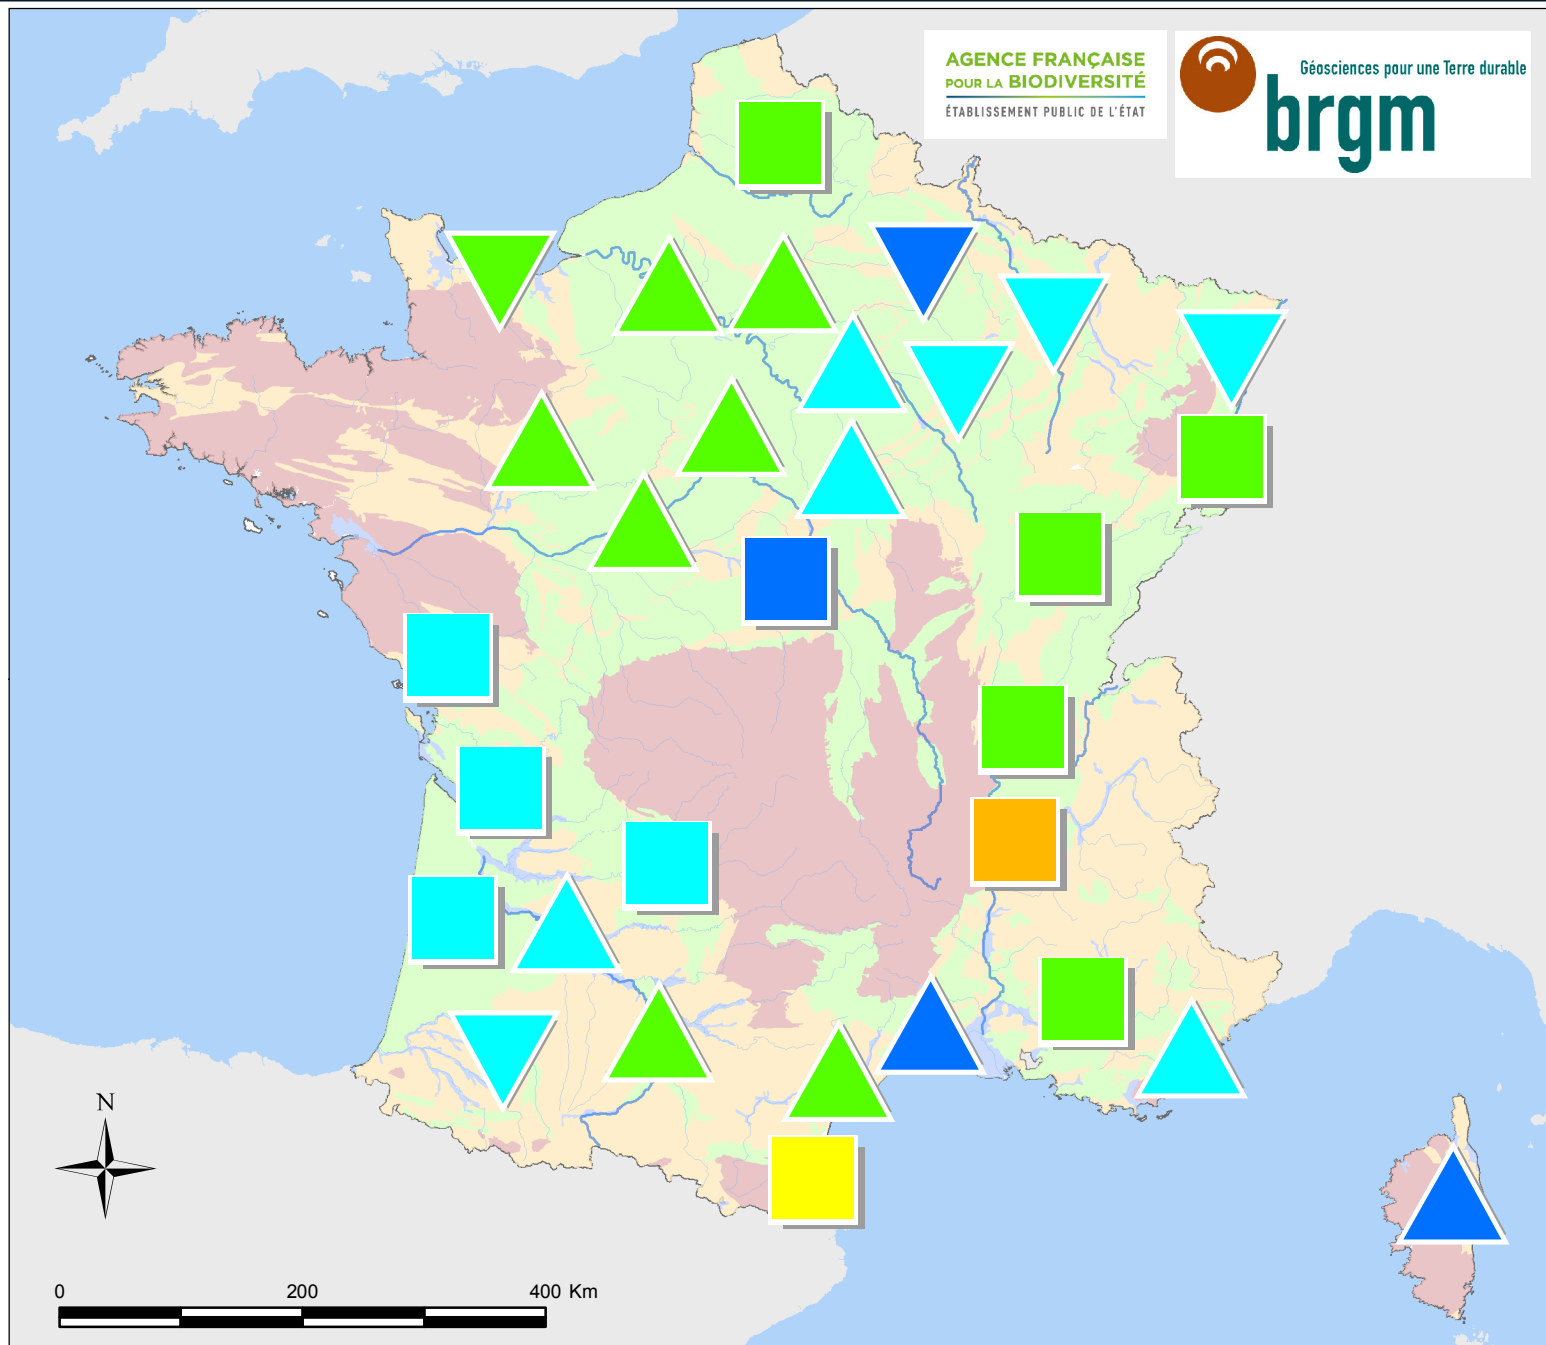 AGENCE FRANÇAISE
POUR LA BIODIVERSITÉ
ÉTABLISSEMENT PUBLIC DE L'ÉTAT
Géosciences pour une Terre durable
brgm
N
0 200 400 Km